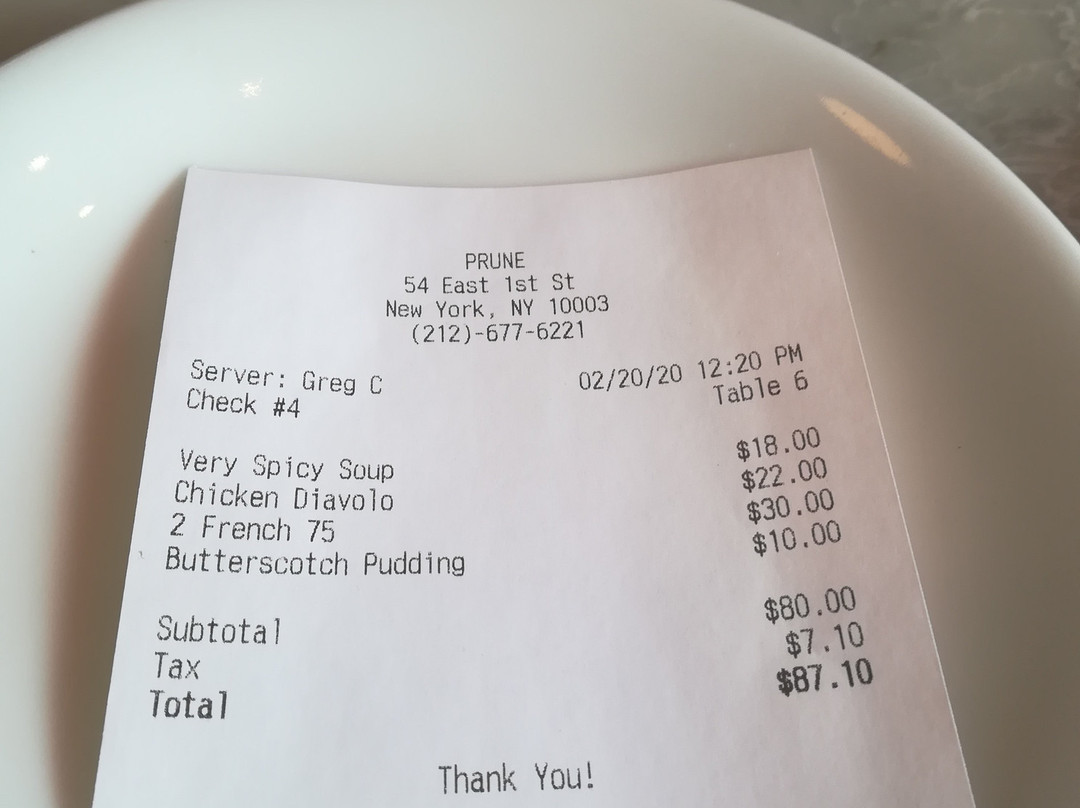 PRUNE
54 East 1st St
New York, NY 10003
(212)-677-6221
Server: Greg C 02/20/20 12:20 PM
Check #4 Table 6
Very Spicy Soup $18.00
Chicken Diavolo $22.00
2 French 75 $30.00
Butterscotch Pudding $10.00
Subtotal $80.00
Tax $7.10
Total $87.10
Thank You!